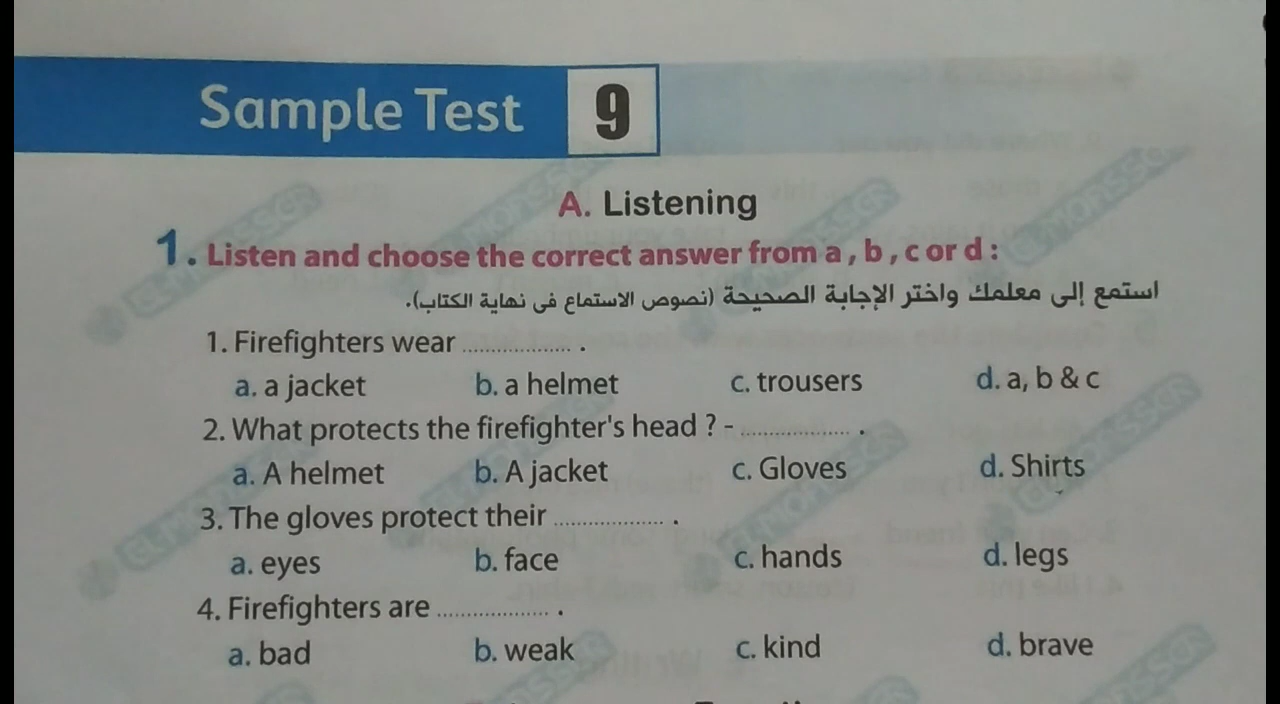 Sample Test 9
A. Listening
1. Listen and choose the correct answer from a , b , c or d :
استمع إلى معلمك واختر الإجابة الصحيحة (نصوص الاستماع فى نهاية الكتاب).
1. Firefighters wear .................... .
a. a jacket b. a helmet c. trousers d. a, b & c
2. What protects the firefighter's head ? - .................... .
a. A helmet b. A jacket c. Gloves d. Shirts
3. The gloves protect their .................... .
a. eyes b. face c. hands d. legs
4. Firefighters are .................... .
a. bad b. weak c. kind d. brave